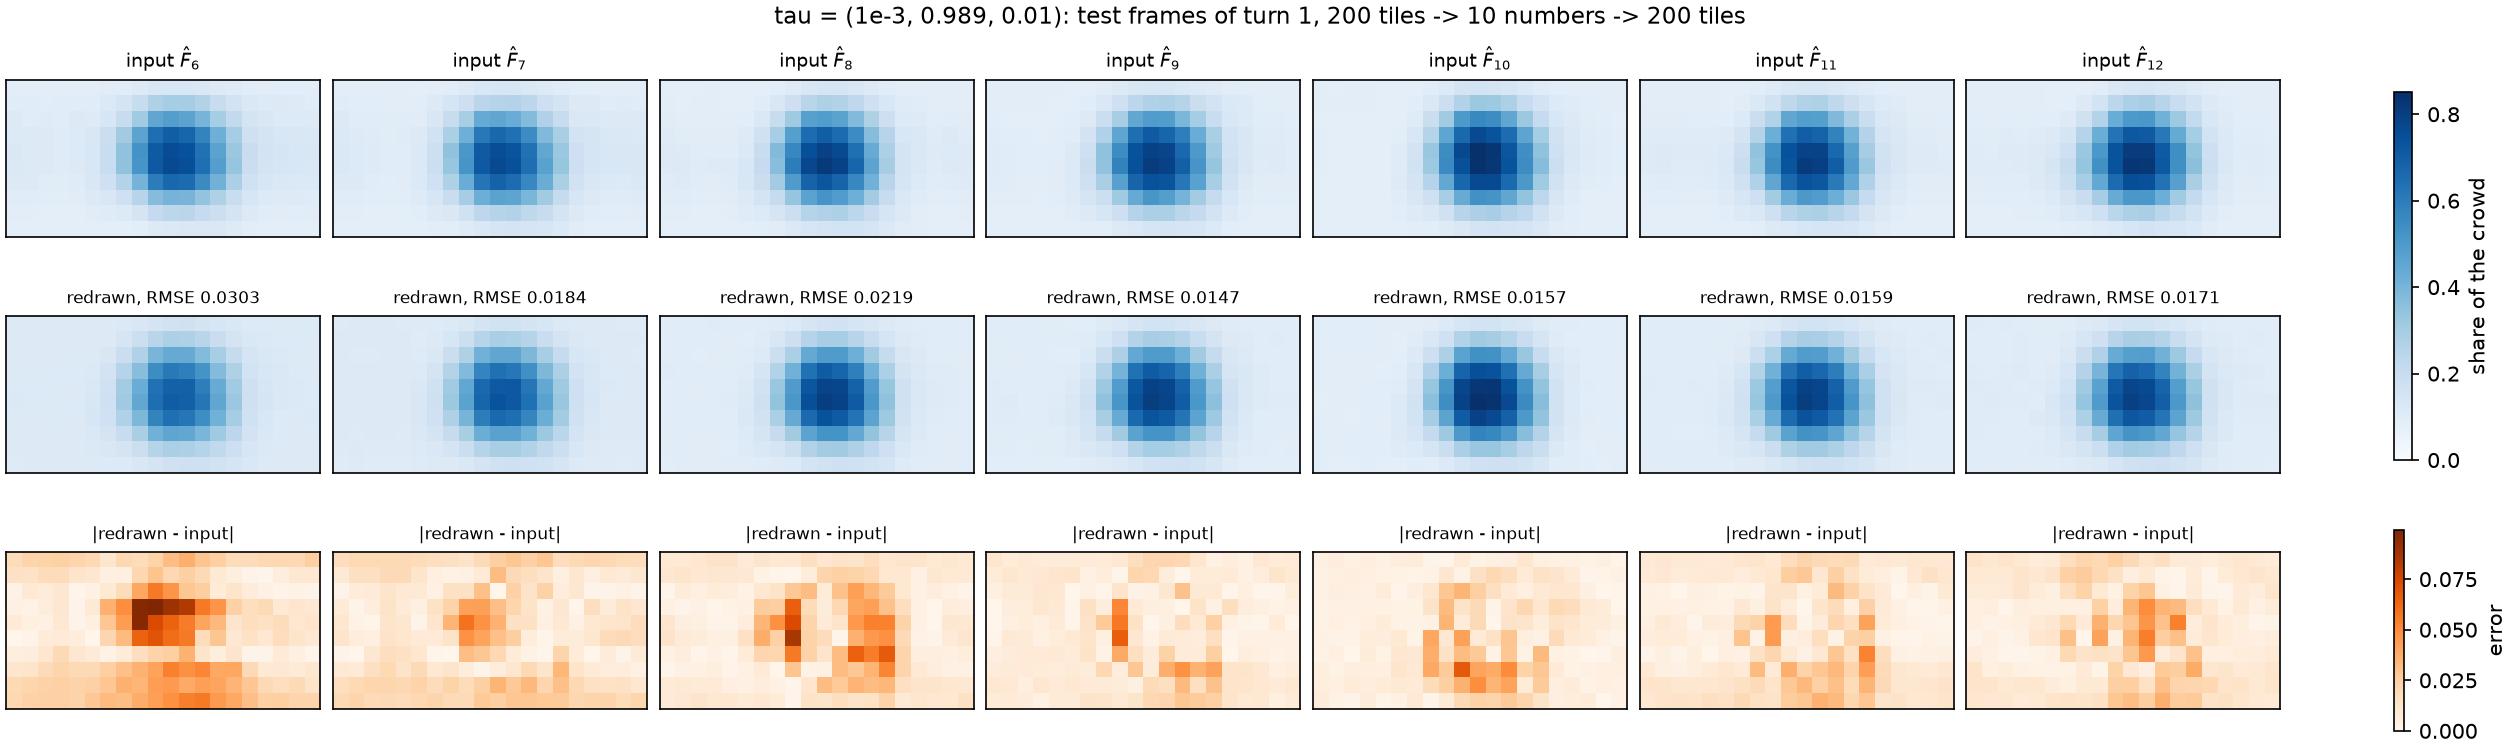 tau = (1e-3, 0.989, 0.01): test frames of turn 1, 200 tiles -> 10 numbers -> 200 tiles
input F̂₆
input F̂₇
input F̂₈
input F̂₉
input F̂₁₀
input F̂₁₁
input F̂₁₂
redrawn, RMSE 0.0303
redrawn, RMSE 0.0184
redrawn, RMSE 0.0219
redrawn, RMSE 0.0147
redrawn, RMSE 0.0157
redrawn, RMSE 0.0159
redrawn, RMSE 0.0171
|redrawn - input|
|redrawn - input|
|redrawn - input|
|redrawn - input|
|redrawn - input|
|redrawn - input|
|redrawn - input|
0.8
0.6
0.4
0.2
0.0
share of the crowd
0.075
0.050
0.025
0.000
error